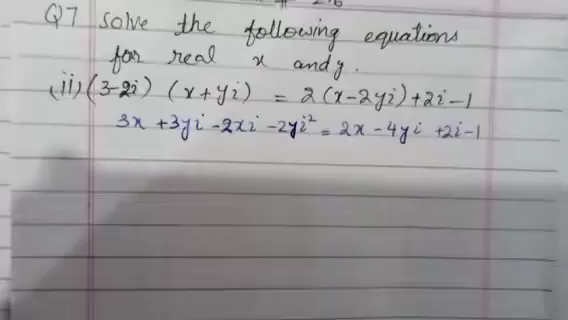 Q7 solve the following equations
for real x and y.
(ii) (3-2i) (x+yi) = 2(x-2yi)+2i-1
3x +3yi -2xi -2yi² = 2x -4yi +2i-1